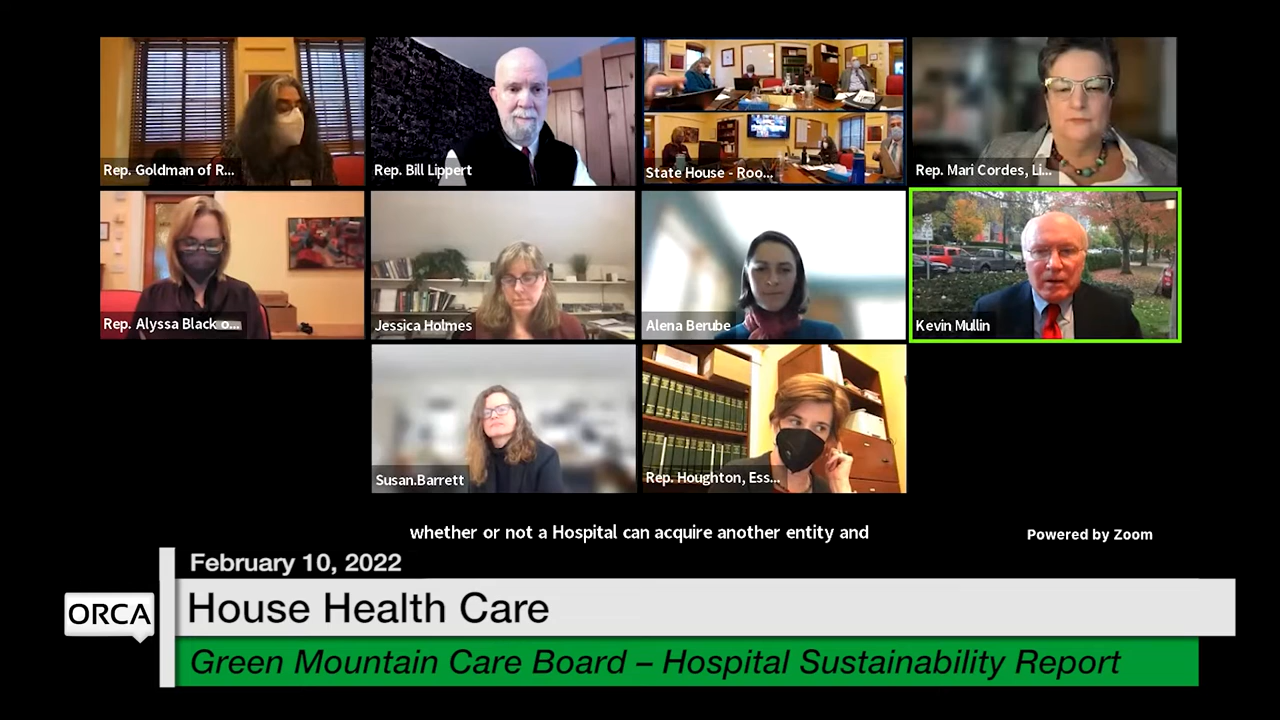 Rep. Goldman of R...
Rep. Bill Lippert
State House - Roo...
Rep. Mari Cordes, Li...
Rep. Alyssa Black o...
Jessica Holmes
Alena Berube
Kevin Mullin
Susan.Barrett
Rep. Houghton, Ess...
whether or not a Hospital can acquire another entity and
Powered by Zoom
February 10, 2022
ORCA
House Health Care
Green Mountain Care Board – Hospital Sustainability Report